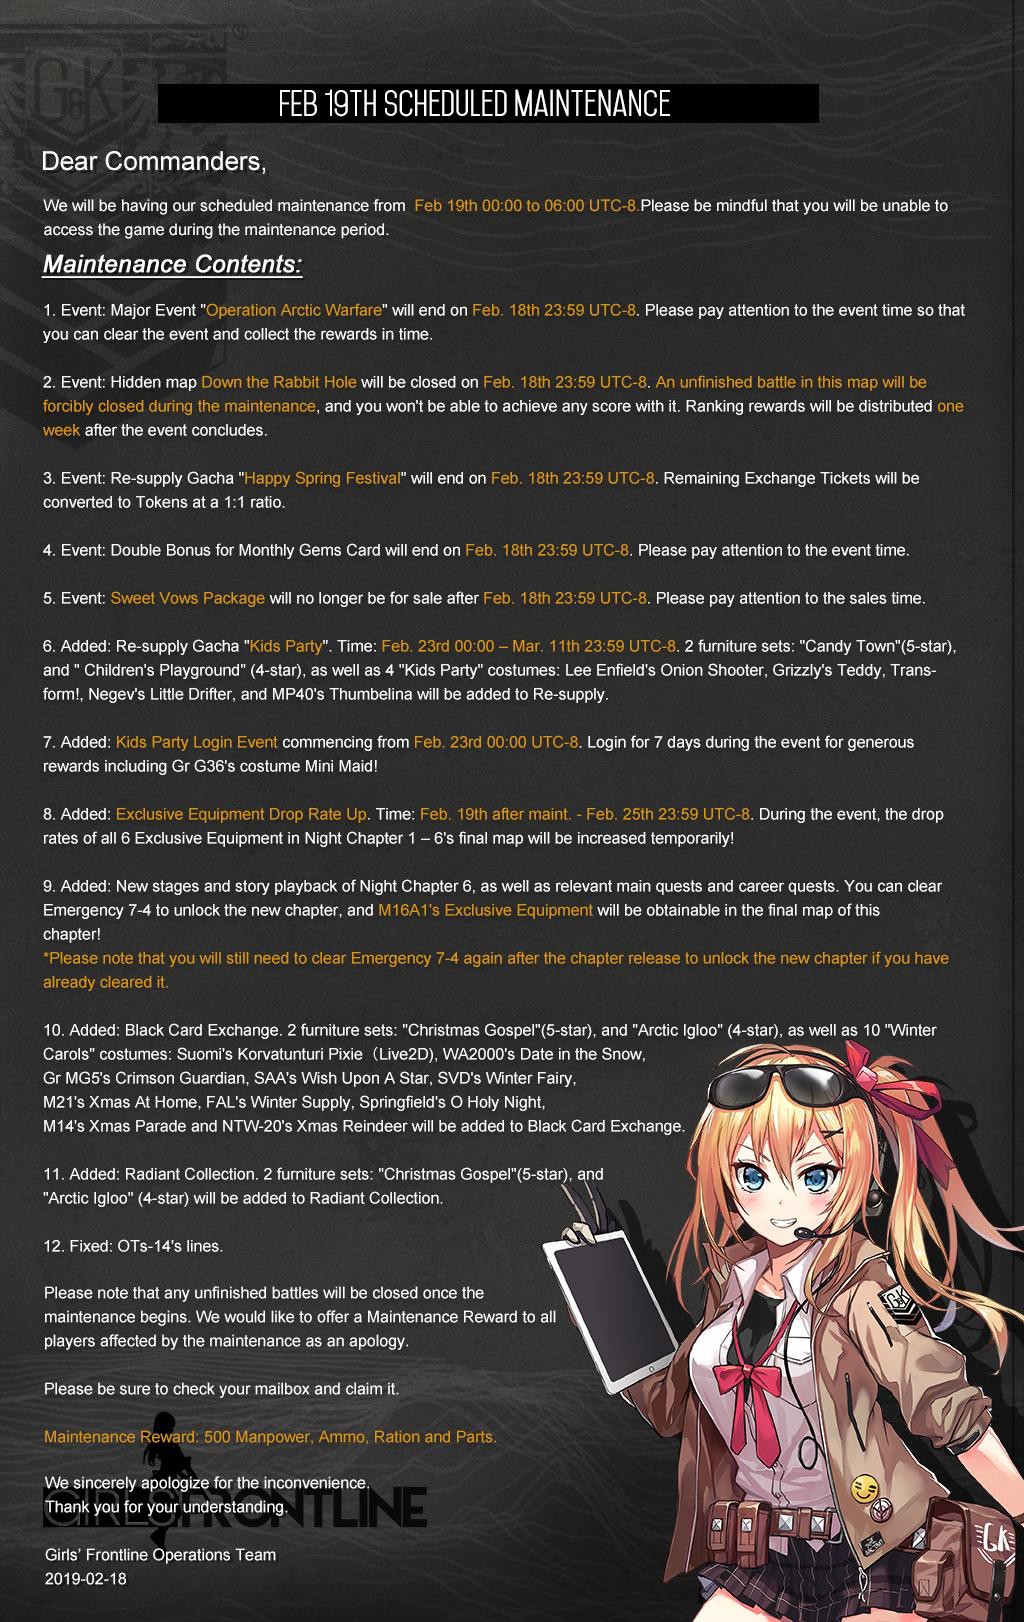 G&K
FEB 19TH SCHEDULED MAINTENANCE
Dear Commanders,
We will be having our scheduled maintenance from  Feb 19th 00:00 to 06:00 UTC-8.Please be mindful that you will be unable to
access the game during the maintenance period.
Maintenance Contents:
1. Event: Major Event "Operation Arctic Warfare" will end on Feb. 18th 23:59 UTC-8. Please pay attention to the event time so that
you can clear the event and collect the rewards in time.
2. Event: Hidden map Down the Rabbit Hole will be closed on Feb. 18th 23:59 UTC-8. An unfinished battle in this map will be
forcibly closed during the maintenance, and you won't be able to achieve any score with it. Ranking rewards will be distributed one
week after the event concludes.
3. Event: Re-supply Gacha "Happy Spring Festival" will end on Feb. 18th 23:59 UTC-8. Remaining Exchange Tickets will be
converted to Tokens at a 1:1 ratio.
4. Event: Double Bonus for Monthly Gems Card will end on Feb. 18th 23:59 UTC-8. Please pay attention to the event time.
5. Event: Sweet Vows Package will no longer be for sale after Feb. 18th 23:59 UTC-8. Please pay attention to the sales time.
6. Added: Re-supply Gacha "Kids Party". Time: Feb. 23rd 00:00 – Mar. 11th 23:59 UTC-8. 2 furniture sets: "Candy Town"(5-star),
and " Children's Playground" (4-star), as well as 4 "Kids Party" costumes: Lee Enfield's Onion Shooter, Grizzly's Teddy, Trans-
form!, Negev's Little Drifter, and MP40's Thumbelina will be added to Re-supply.
7. Added: Kids Party Login Event commencing from Feb. 23rd 00:00 UTC-8. Login for 7 days during the event for generous
rewards including Gr G36's costume Mini Maid!
8. Added: Exclusive Equipment Drop Rate Up. Time: Feb. 19th after maint. - Feb. 25th 23:59 UTC-8. During the event, the drop
rates of all 6 Exclusive Equipment in Night Chapter 1 – 6's final map will be increased temporarily!
9. Added: New stages and story playback of Night Chapter 6, as well as relevant main quests and career quests. You can clear
Emergency 7-4 to unlock the new chapter, and M16A1's Exclusive Equipment will be obtainable in the final map of this
chapter!
*Please note that you will still need to clear Emergency 7-4 again after the chapter release to unlock the new chapter if you have
already cleared it.
10. Added: Black Card Exchange. 2 furniture sets: "Christmas Gospel"(5-star), and "Arctic Igloo" (4-star), as well as 10 "Winter
Carols" costumes: Suomi's Korvatunturi Pixie（Live2D), WA2000's Date in the Snow,
Gr MG5's Crimson Guardian, SAA's Wish Upon A Star, SVD's Winter Fairy,
M21's Xmas At Home, FAL's Winter Supply, Springfield's O Holy Night,
M14's Xmas Parade and NTW-20's Xmas Reindeer will be added to Black Card Exchange.
11. Added: Radiant Collection. 2 furniture sets: "Christmas Gospel"(5-star), and
"Arctic Igloo" (4-star) will be added to Radiant Collection.
12. Fixed: OTs-14's lines.
Please note that any unfinished battles will be closed once the
maintenance begins. We would like to offer a Maintenance Reward to all
players affected by the maintenance as an apology.
Please be sure to check your mailbox and claim it.
Maintenance Reward: 500 Manpower, Ammo, Ration and Parts.
We sincerely apologize for the inconvenience.
Thank you for your understanding.
GIRLS FRONTLINE
Girls' Frontline Operations Team
2019-02-18
G&K
GK